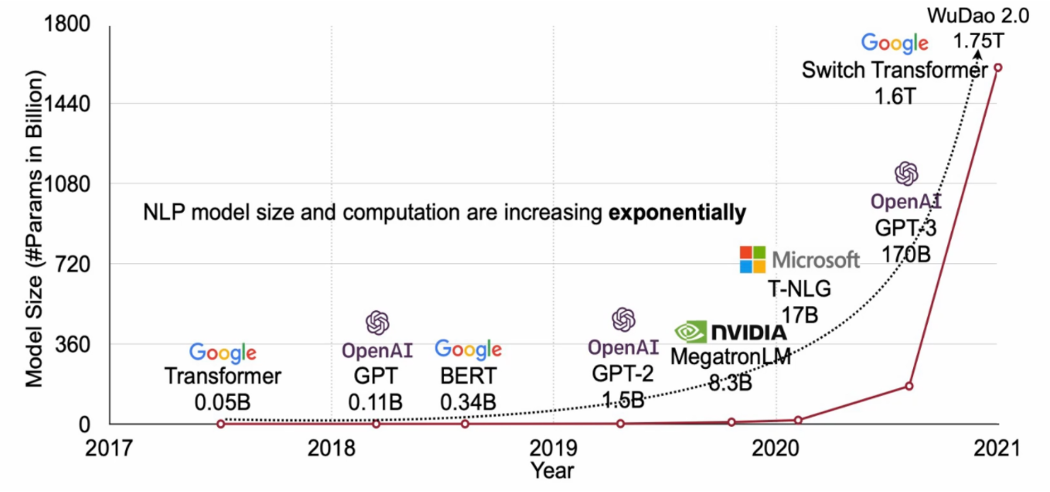 WuDao 2.0
1.75T
Google
Switch Transformer
1.6T
OpenAI
GPT-3
170B
NLP model size and computation are increasing exponentially
Microsoft
T-NLG
17B
nVIDIA
MegatronLM
8.3B
OpenAI
GPT-2
1.5B
Google
BERT
0.34B
OpenAI
GPT
0.11B
Google
Transformer
0.05B
Model Size (#Params in Billion)
1800
1440
1080
720
360
0
2017 2018 2019 2020 2021
Year